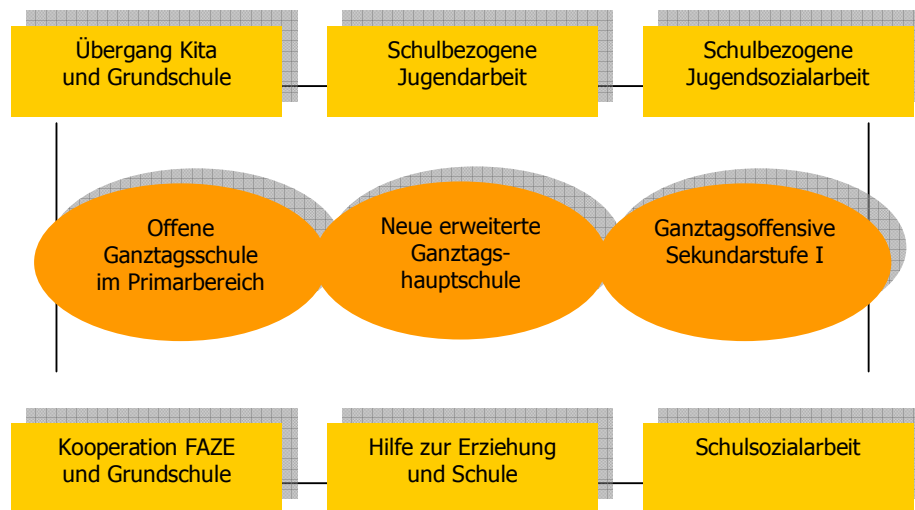 Übergang Kita
und Grundschule
Schulbezogene
Jugendarbeit
Schulbezogene
Jugendsozialarbeit
Offene
Ganztagsschule
im Primarbereich
Neue erweiterte
Ganztags-
hauptschule
Ganztagsoffensive
Sekundarstufe I
Kooperation FAZE
und Grundschule
Hilfe zur Erziehung
und Schule
Schulsozialarbeit